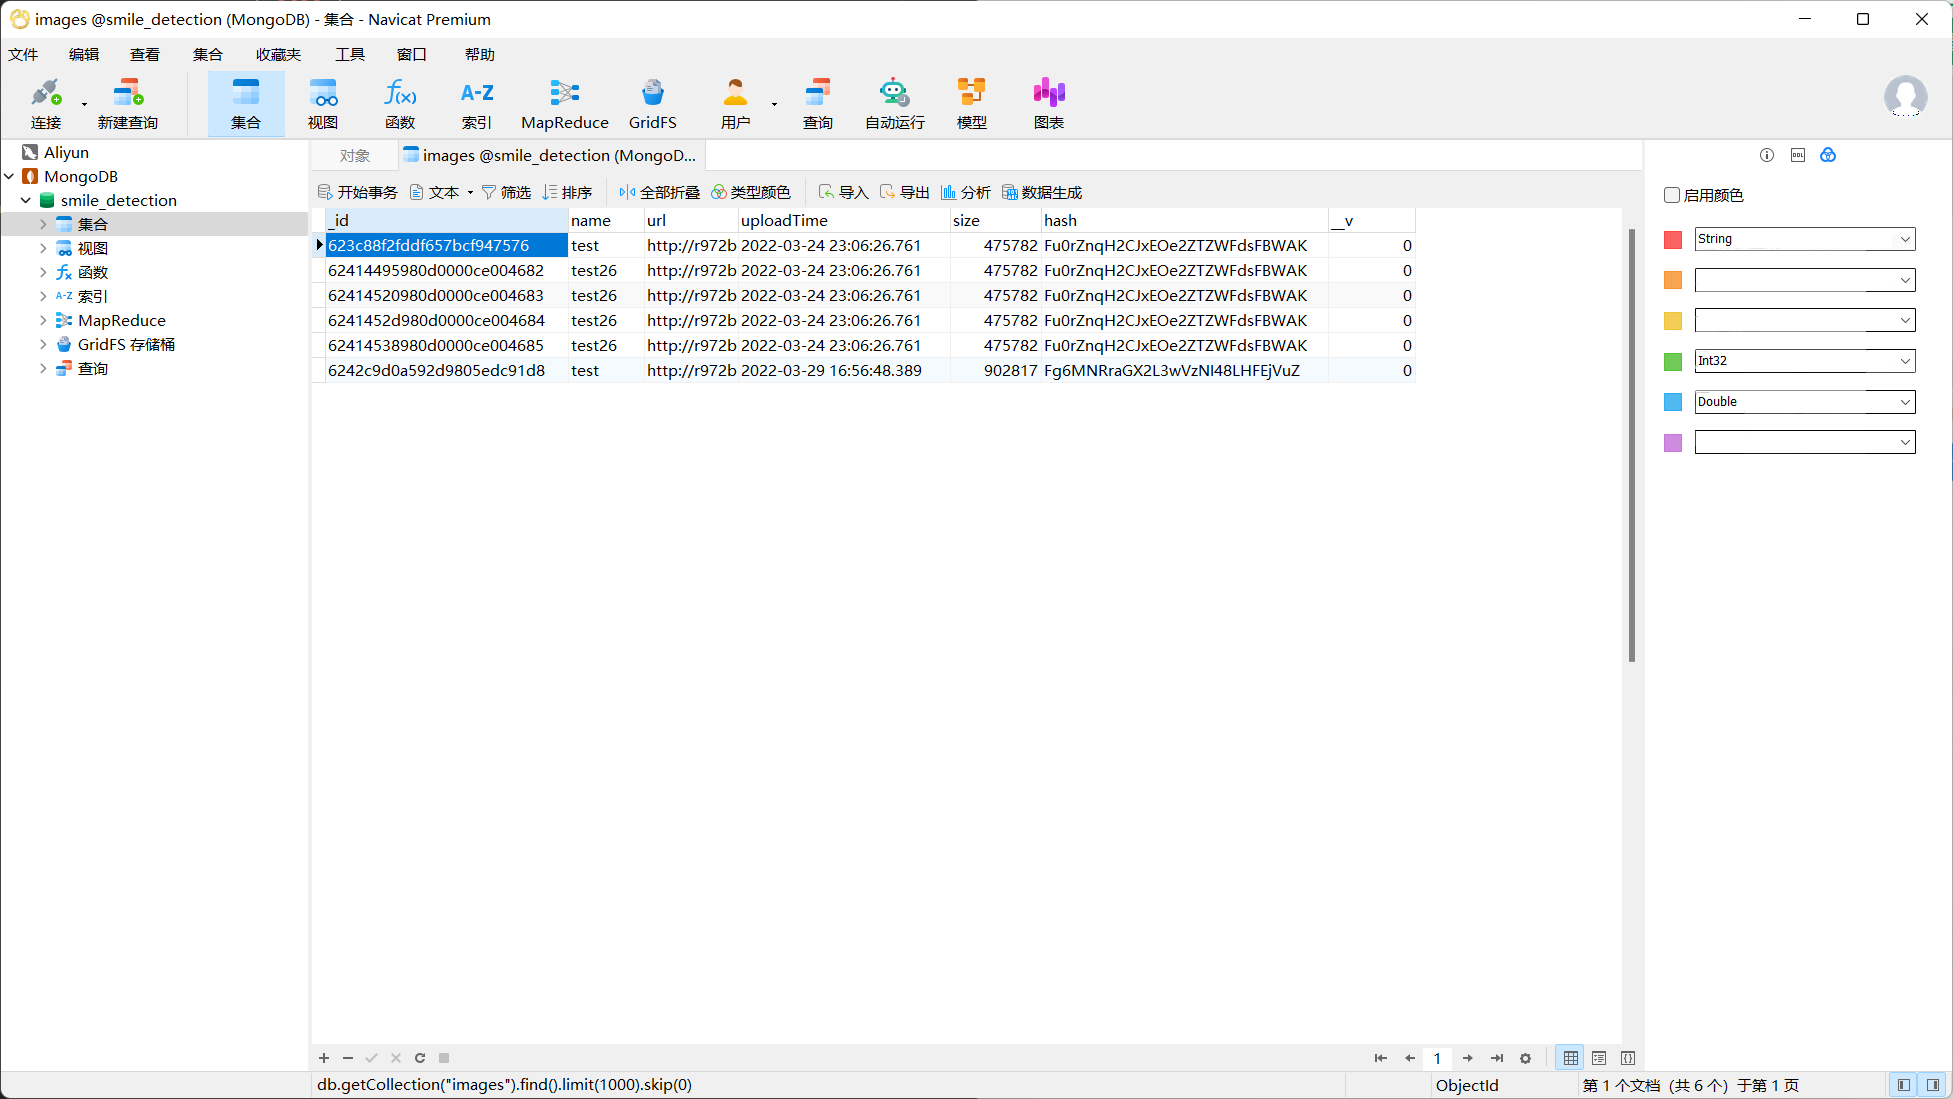 images @smile_detection (MongoDB) - 集合 - Navicat Premium
文件 编辑 查看 集合 收藏夹 工具 窗口 帮助
连接 新建查询 集合 视图 函数 索引 MapReduce GridFS 用户 查询 自动运行 模型 图表
Aliyun
MongoDB
smile_detection
集合
视图
函数
索引
MapReduce
GridFS 存储桶
查询
对象 images @smile_detection (MongoD...
开始事务 文本 筛选 排序 全部折叠 类型颜色 导入 导出 分析 数据生成
_id name url uploadTime size hash __v
623c88f2fddf657bcf947576 test http://r972b 2022-03-24 23:06:26.761 475782 Fu0rZnqH2CJxEOe2ZTZWFdsFBWAK 0
62414495980d0000ce004682 test26 http://r972b 2022-03-24 23:06:26.761 475782 Fu0rZnqH2CJxEOe2ZTZWFdsFBWAK 0
62414520980d0000ce004683 test26 http://r972b 2022-03-24 23:06:26.761 475782 Fu0rZnqH2CJxEOe2ZTZWFdsFBWAK 0
6241452d980d0000ce004684 test26 http://r972b 2022-03-24 23:06:26.761 475782 Fu0rZnqH2CJxEOe2ZTZWFdsFBWAK 0
62414538980d0000ce004685 test26 http://r972b 2022-03-24 23:06:26.761 475782 Fu0rZnqH2CJxEOe2ZTZWFdsFBWAK 0
6242c9d0a592d9805edc91d8 test http://r972b 2022-03-29 16:56:48.389 902817 Fg6MNRraGX2L3wVzNI48LHFEjVuZ 0
启用颜色
String
Int32
Double
1
db.getCollection("images").find().limit(1000).skip(0)
ObjectId
第 1 个文档 (共 6 个) 于第 1 页